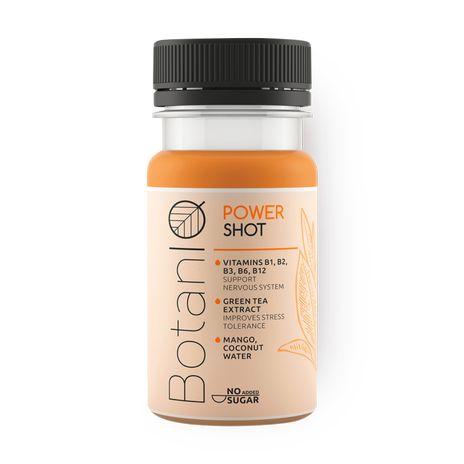 BotanIQ
POWER
SHOT
VITAMINS B1, B2,
B3, B6, B12
SUPPORT
NERVOUS SYSTEM
GREEN TEA
EXTRACT
IMPROVES STRESS
TOLERANCE
MANGO,
COCONUT
WATER
NO ADDED
SUGAR